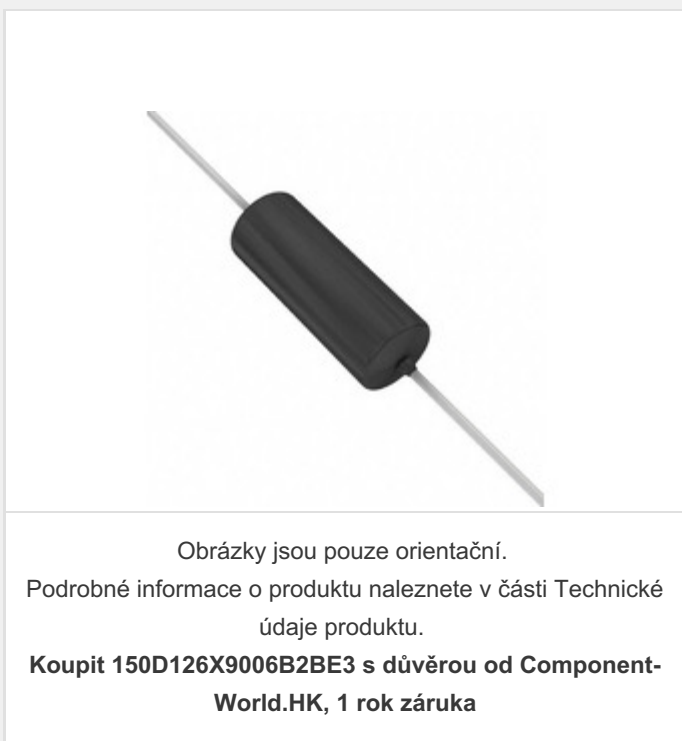 Obrázky jsou pouze orientační.
Podrobné informace o produktu naleznete v části Technické
údaje produktu.
Koupit 150D126X9006B2BE3 s důvěrou od Component-
World.HK, 1 rok záruka